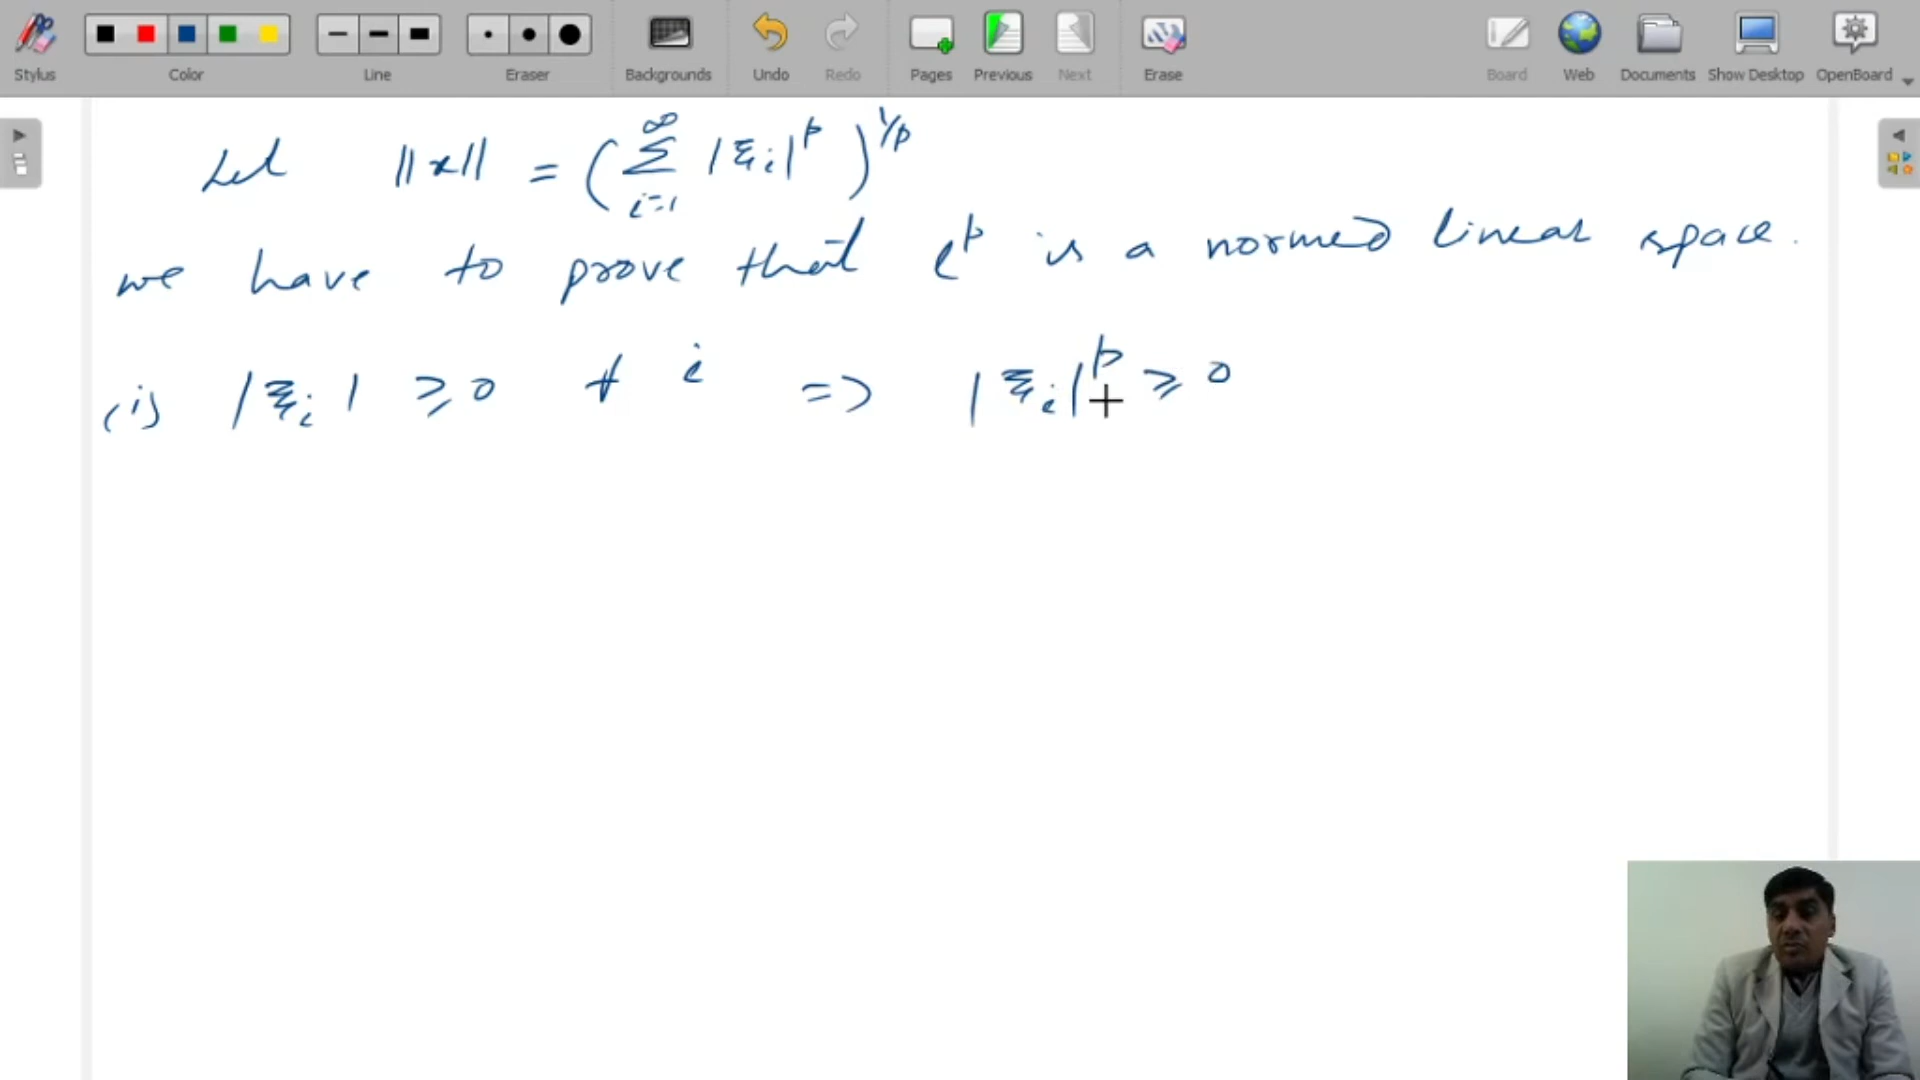 Stylus Color Line Eraser Backgrounds Undo Redo Pages Previous Next Erase Board Web Documents Show Desktop OpenBoard
Let ||x|| = (∑_{i=1}^{∞} |ξ_i|^p)^{1/p}
we have to prove that l^p is a normed linear space.
(i) |ξ_i| ≥ 0 ∀ i => |ξ_i|^p ≥ 0